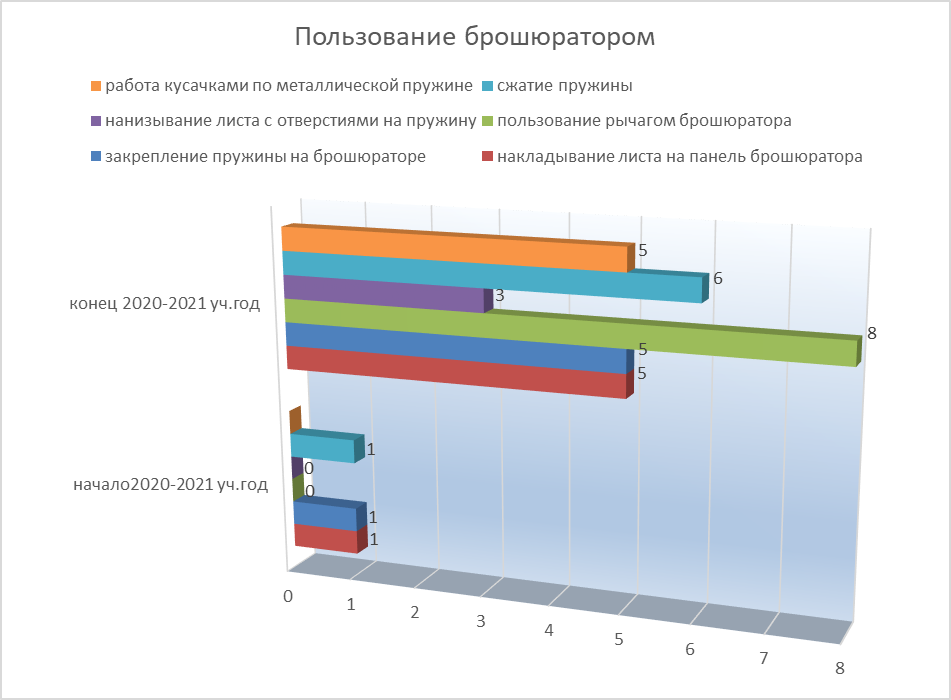 Пользование брошюратором
работа кусачками по металлической пружине сжатие пружины
нанизывание листа с отверстиями на пружину пользование рычагом брошюратора
закрепление пружины на брошюраторе накладывание листа на панель брошюратора
5
6
3
конец 2020-2021 уч.год
8
5
5
1
0
начало2020-2021 уч.год
0
1
1
0 1 2 3 4 5 6 7 8